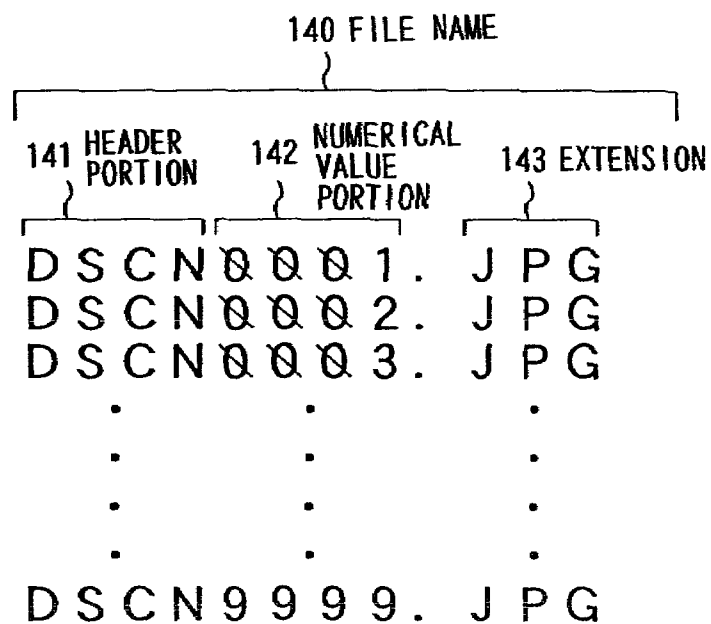 140 FILE NAME
141 HEADER PORTION
142 NUMERICAL VALUE PORTION
143 EXTENSION
DSCN0001. JPG
DSCN0002. JPG
DSCN0003. JPG
DSCN9999. JPG